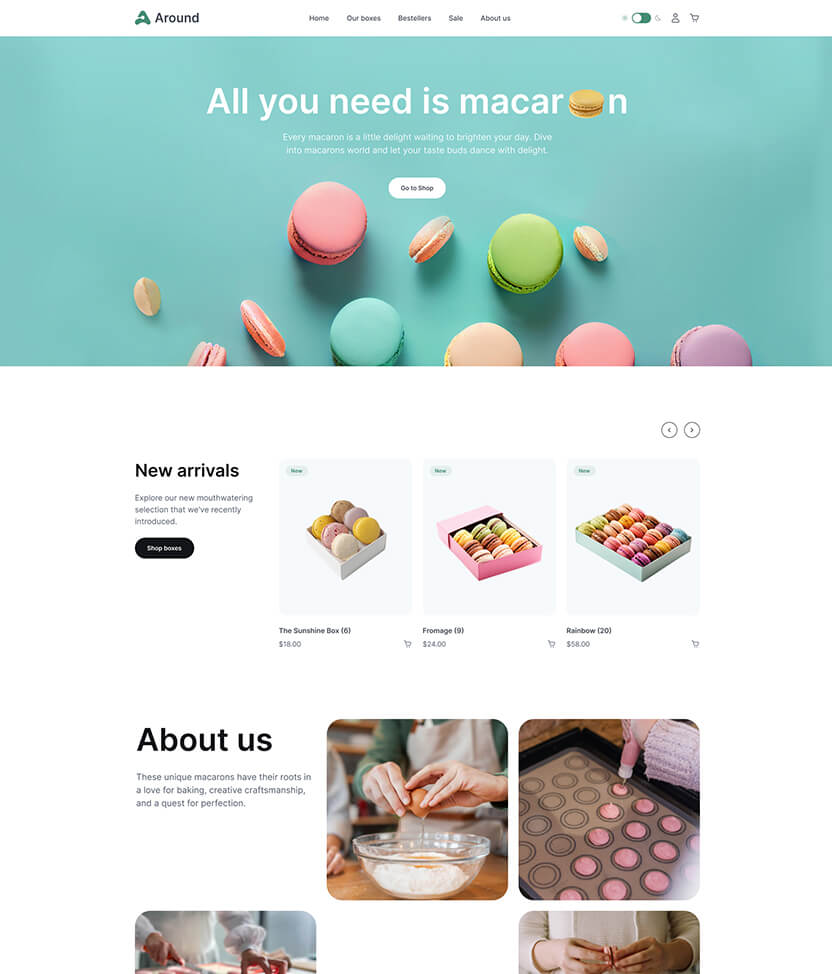 Around
Home
Our boxes
Bestellers
Sale
About us
All you need is macar n
Every macaron is a little delight waiting to brighten your day. Dive
into macarons world and let your taste buds dance with delight.
Go to Shop
New arrivals
Explore our new mouthwatering
selection that we've recently
introduced.
Shop boxes
New
New
New
The Sunshine Box (6)
$18.00
Fromage (9)
$24.00
Rainbow (20)
$58.00
About us
These unique macarons have their roots in
a love for baking, creative craftsmanship,
and a quest for perfection.